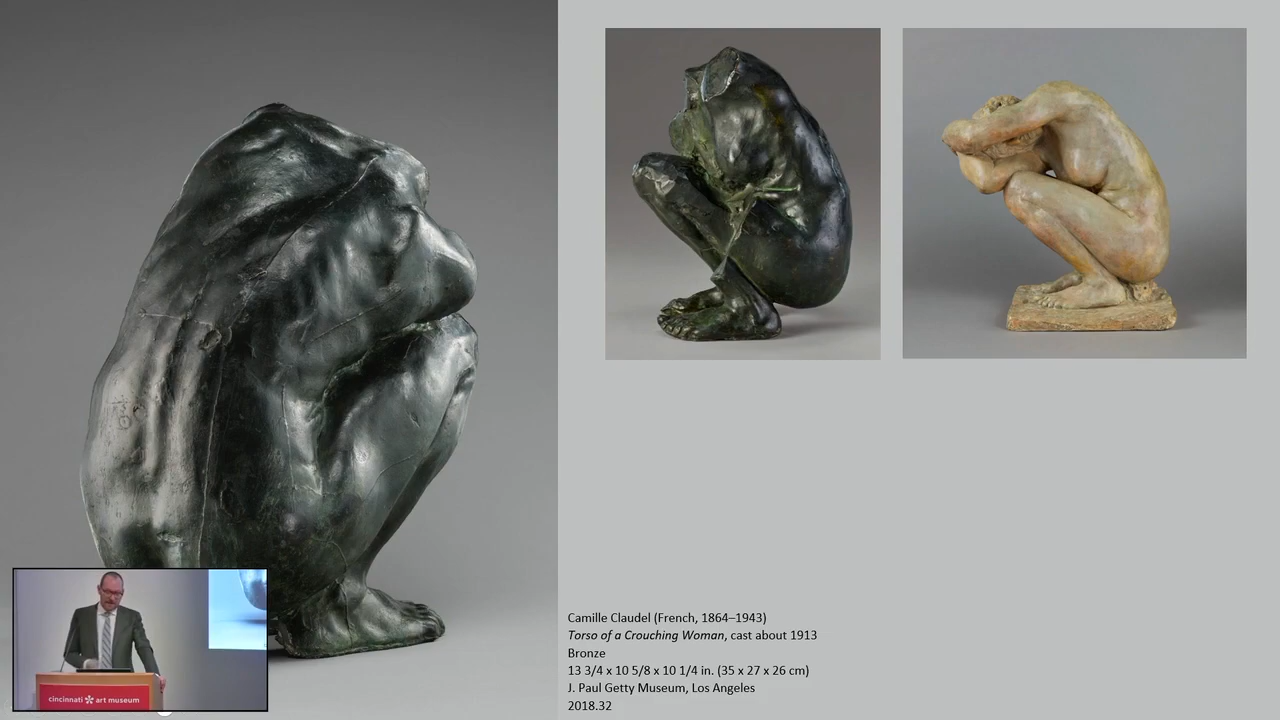 Camille Claudel (French, 1864–1943)
Torso of a Crouching Woman, cast about 1913
Bronze
13 3/4 x 10 5/8 x 10 1/4 in. (35 x 27 x 26 cm)
J. Paul Getty Museum, Los Angeles
2018.32
cincinnati art museum